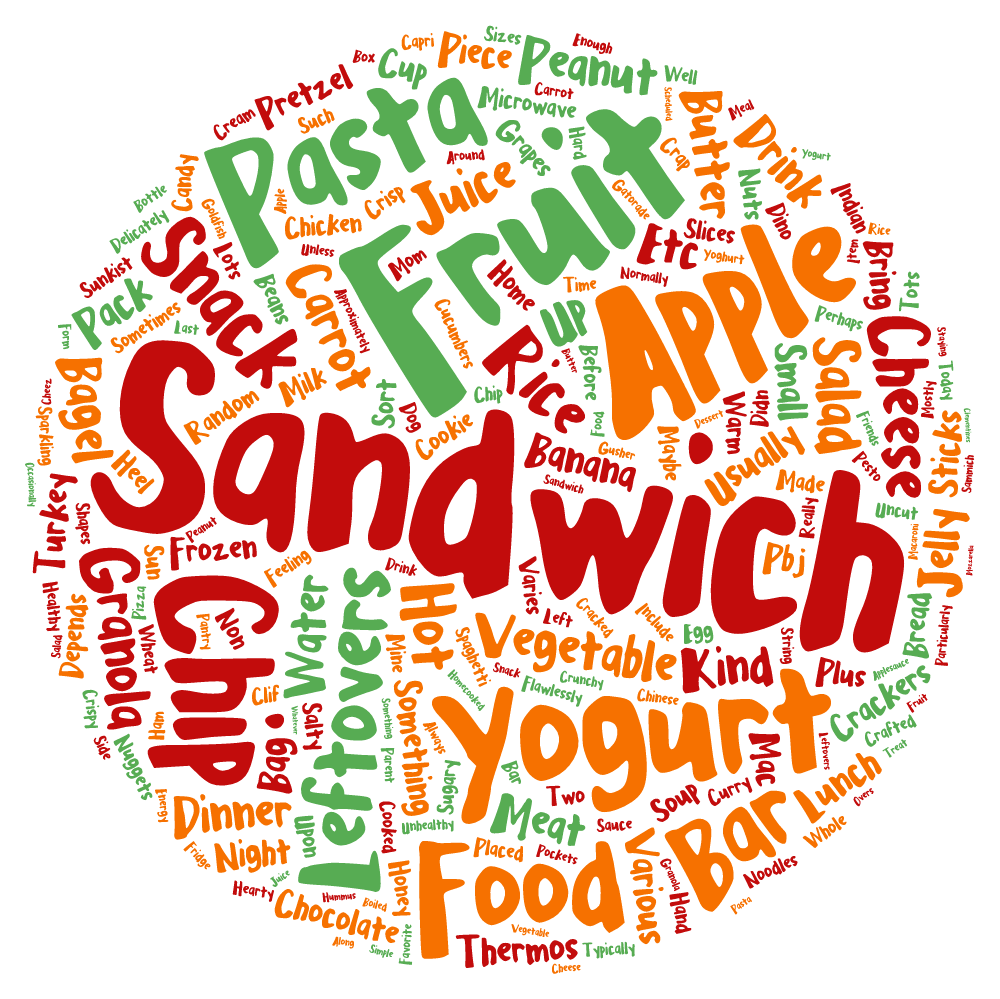 Sizes
Enough
Capri
Piece
Peanut
Well
Box
Cup
Pretzel
Cream
Such
Pasta
Microwave
Carrot
Scheduled
Butter
Meal
Drink
Yogurt
Grapes
Hard
Crap
Around
Fruit
Juice
Crisp
Chicken
Apple
Candy
Bottle
Delicately
Goldfish
Lots
Snack
Sunkist
Pack
Sometimes
Last
Form
Unless
Mom
Home
Gatorade
Etc
Slices
Nuts
Dino
Yoghurt
Normally
Time
Up
Apple
Indian
Rice
Item
Bring
Tots
Perhaps
Cheese
Staying
Today
Mostly
Carrot
Beans
Approximately
Cucumbers
Rice
Butter
Before
Food
Small
Salad
Friends
Pesto
Clementines
Sammich
Sticks
Jelly
Bagel
Cheez
Sparkling
Occasionally
Heel
Random
Milk
Sort
Dog
Cookie
Chip
Gusher
Banana
Sandwich
Maybe
Dessert
Warm
Didn
Usually
Made
Really
Uncut
Macaroni
Mozzarella
Sandwich
Turkey
Shapes
Peanut
Frozen
Feeling
Sun
Granola
Chip
Pizza
Wheat
Healthy
Salad
Depends
Pantry
Non
Water
Leftovers
Drink
Hot
Mine
Spaghetti
Varies
Left
Cracked
Include
Pbj
Egg
String
Vegetable
Kind
Plus
Bread
Particularly
Applesauce
Crackers
Fruit
Crafted
Treat
Crispy
Side
Nuggets
Ham
Clif
Bag
Salty
Whatever
Something
Parent
Something
Always
Homecooked
Snack
Crunchy
Flawlessly
Chinese
Yogurt
Mac
Leftovers
Lunch
Overs
Whole
Energy
Dinner
Night
Fridge
Upon
Cooked
Unhealthy
Sugary
Bar
Meat
Two
Sauce
Soup
Curry
Bar
Noodles
Pasta
Hearty
Juice
Hummus
Boiled
Honey
Chocolate
Along
Simple
Favorite
Food
Placed
Pockets
Vegetable
Various
Granola
Hand
Thermos
Typically
Cheese